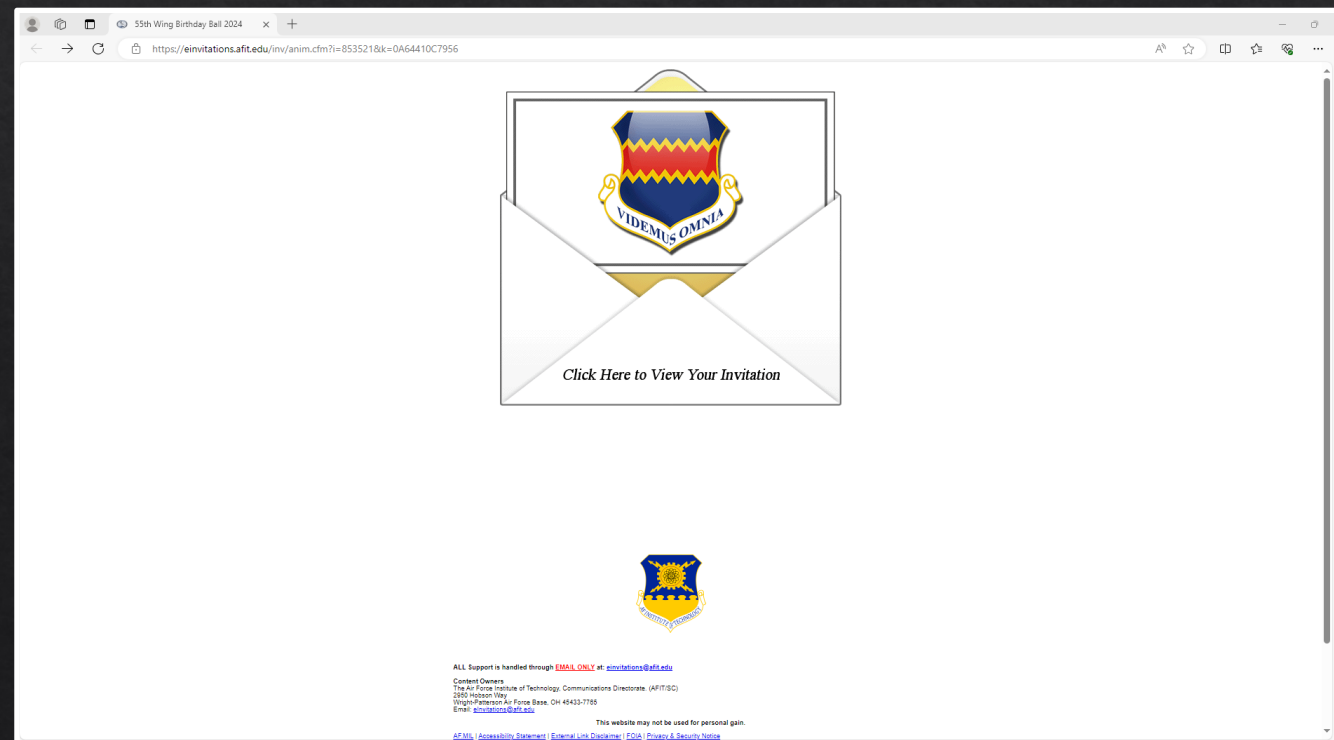 55th Wing Birthday Ball 2024
https://einvitations.afit.edu/inv/anim.cfm?i=853521&k=0A64410C7956
VIDEMUS OMNIA
Click Here to View Your Invitation
ALL Support is handled through EMAIL ONLY at: einvitations@afit.edu
Content Owners
The Air Force Institute of Technology, Communications Directorate. (AFIT/SC)
2950 Hobson Way
Wright-Patterson Air Force Base, OH 45433-7765
Email: einvitations@afit.edu
This website may not be used for personal gain.
AF.MIL | Accessibility Statement | External Link Disclaimer | FOIA | Privacy & Security Notice